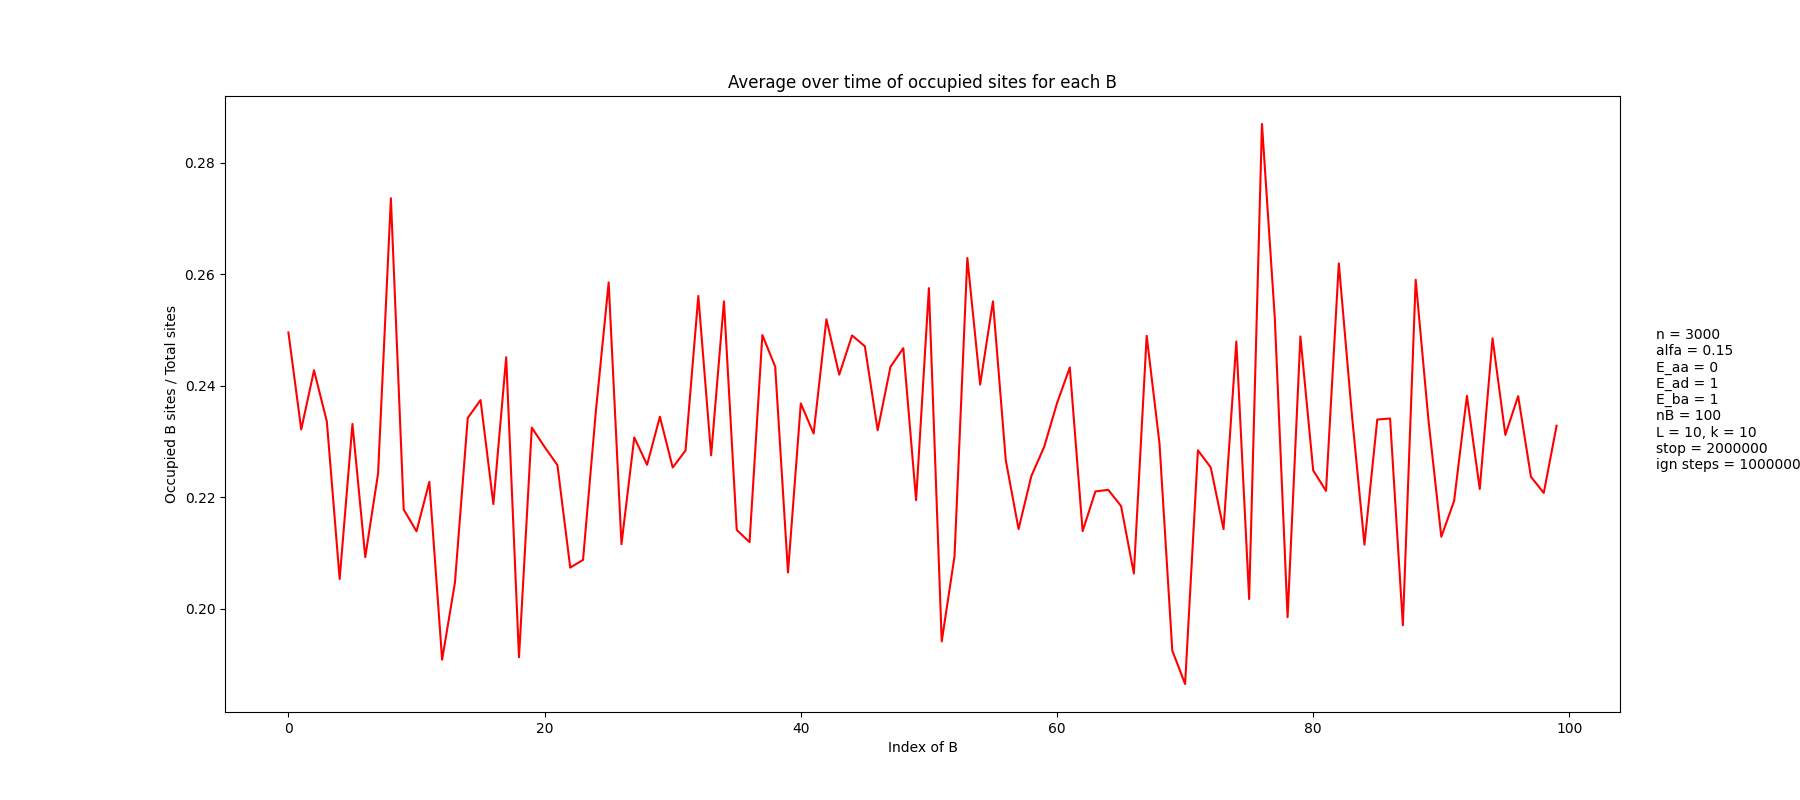 Average over time of occupied sites for each B
Occupied B sites / Total sites
0.28
0.26
0.24
0.22
0.20
0 20 40 60 80 100
Index of B
n = 3000
alfa = 0.15
E_aa = 0
E_ad = 1
E_ba = 1
nB = 100
L = 10, k = 10
stop = 2000000
ign steps = 1000000